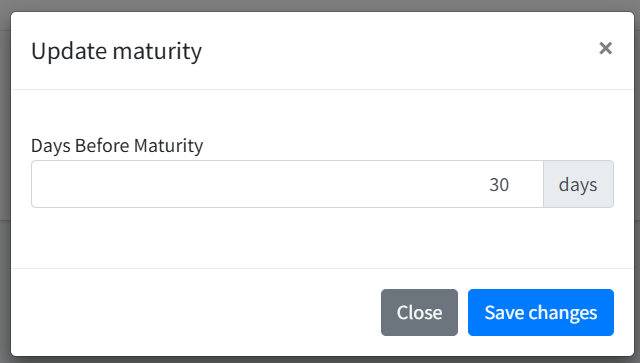 Update maturity
×
Days Before Maturity
30 days
Close Save changes